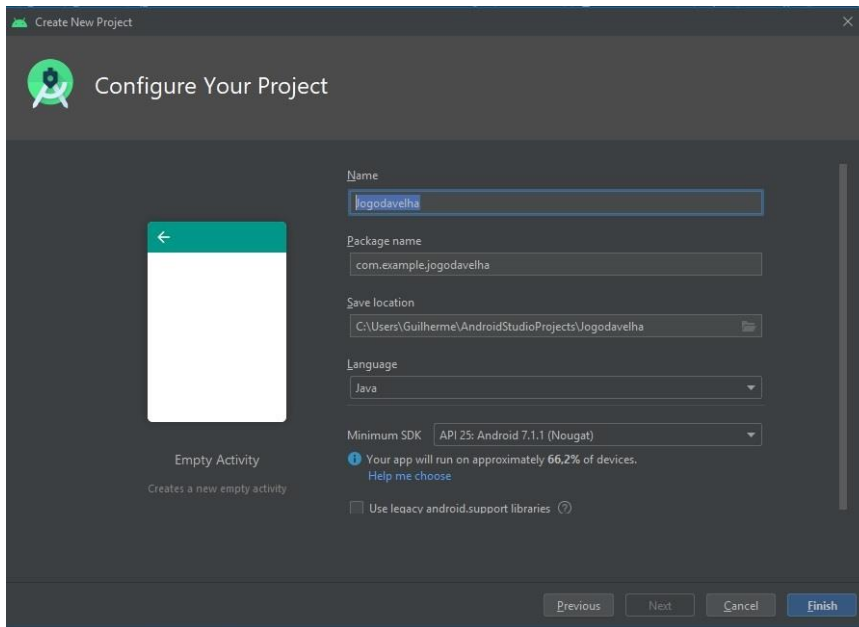 Create New Project
Configure Your Project
Name
Jogodavelha
Package name
com.example.jogodavelha
Save location
C:\Users\Guilherme\AndroidStudioProjects\Jogodavelha
Language
Java
Minimum SDK API 25: Android 7.1.1 (Nougat)
Your app will run on approximately 66,2% of devices.
Help me choose
Use legacy android.support libraries ?
Empty Activity
Creates a new empty activity
Previous Next Cancel Finish